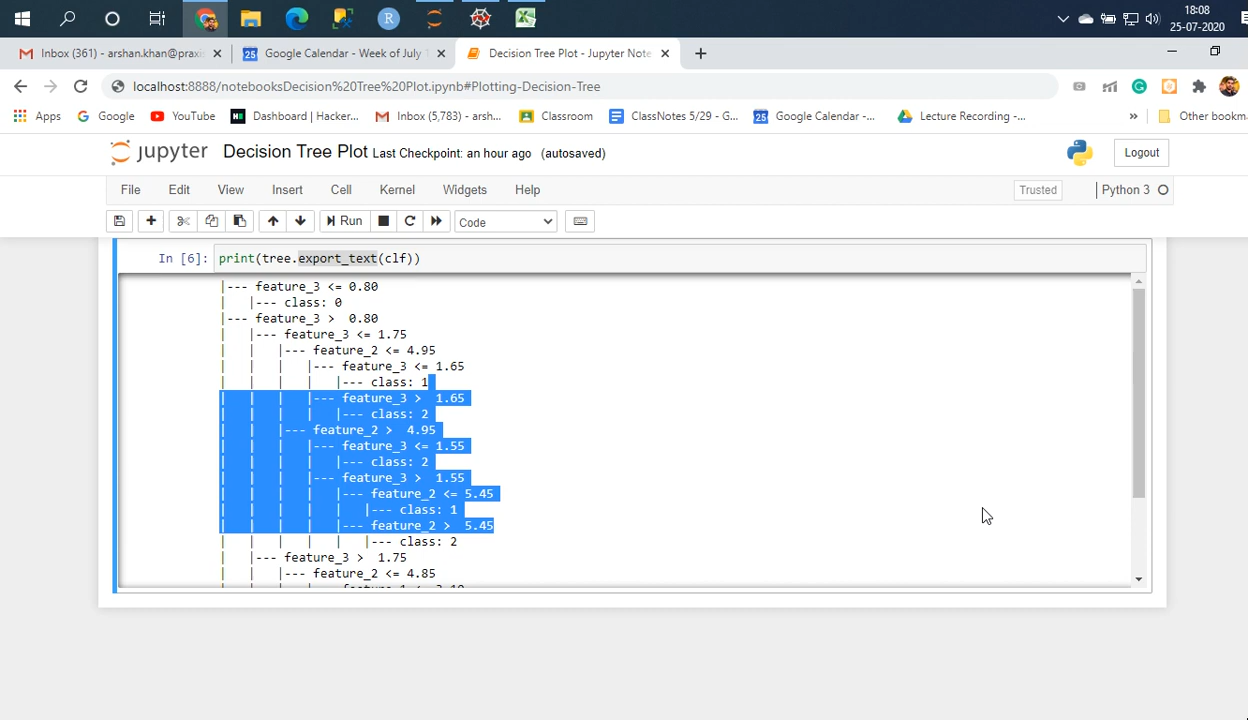 18:08
25-07-2020
Inbox (361) - arshan.khan@praxi
Google Calendar - Week of July
Decision Tree Plot - Jupyter Note
localhost:8888/notebooksDecision%20Tree%20Plot.ipynb#Plotting-Decision-Tree
Apps Google YouTube Dashboard | Hacker... Inbox (5,783) - arsh... Classroom ClassNotes 5/29 - G... Google Calendar -... Lecture Recording -... » Other bookm
jupyter Decision Tree Plot Last Checkpoint: an hour ago (autosaved) Logout
File Edit View Insert Cell Kernel Widgets Help Trusted Python 3
Run Code
In [6]: print(tree.export_text(clf))
|--- feature_3 <= 0.80
|   |--- class: 0
|--- feature_3 >  0.80
|   |--- feature_3 <= 1.75
|   |   |--- feature_2 <= 4.95
|   |   |   |--- feature_3 <= 1.65
|   |   |   |   |--- class: 1
|   |   |   |--- feature_3 >  1.65
|   |   |   |   |--- class: 2
|   |   |--- feature_2 >  4.95
|   |   |   |--- feature_3 <= 1.55
|   |   |   |   |--- class: 2
|   |   |   |--- feature_3 >  1.55
|   |   |   |   |--- feature_2 <= 5.45
|   |   |   |   |   |--- class: 1
|   |   |   |   |--- feature_2 >  5.45
|   |   |   |   |   |--- class: 2
|   |--- feature_3 >  1.75
|   |   |--- feature_2 <= 4.85